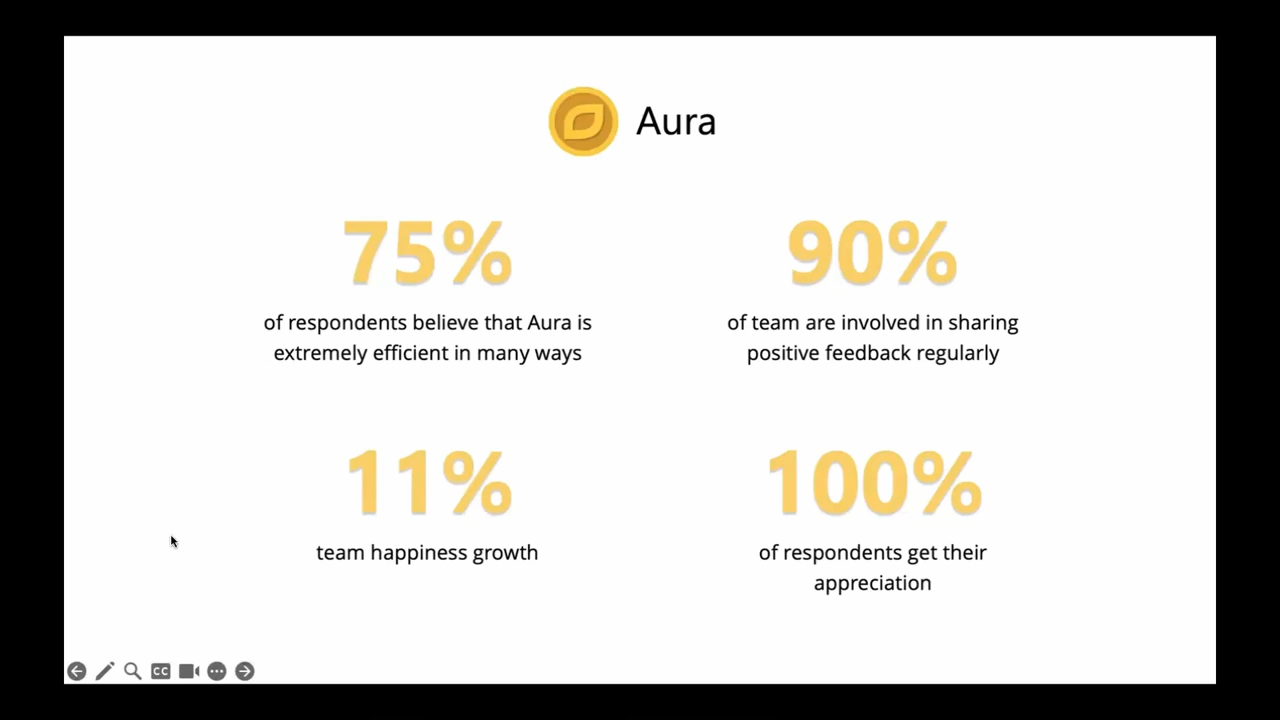 Aura
75%
of respondents believe that Aura is
extremely efficient in many ways
90%
of team are involved in sharing
positive feedback regularly
11%
team happiness growth
100%
of respondents get their
appreciation
CC